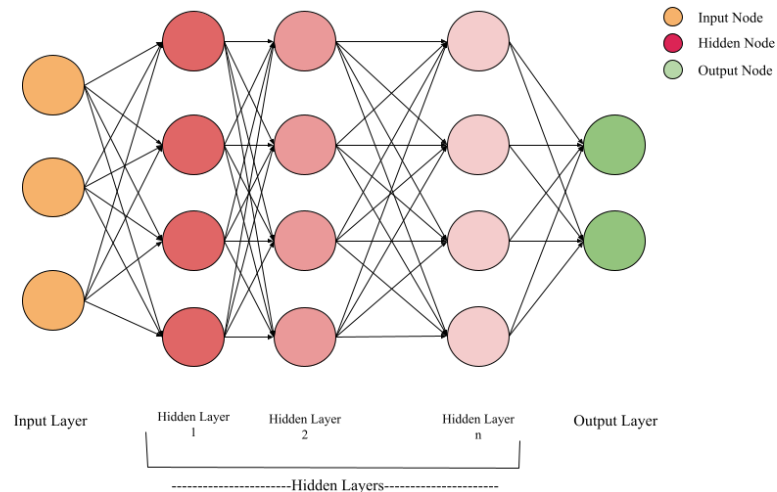 Input Node
Hidden Node
Output Node
Input Layer
Hidden Layer
1
Hidden Layer
2
Hidden Layer
n
Output Layer
----------------------Hidden Layers---------------------